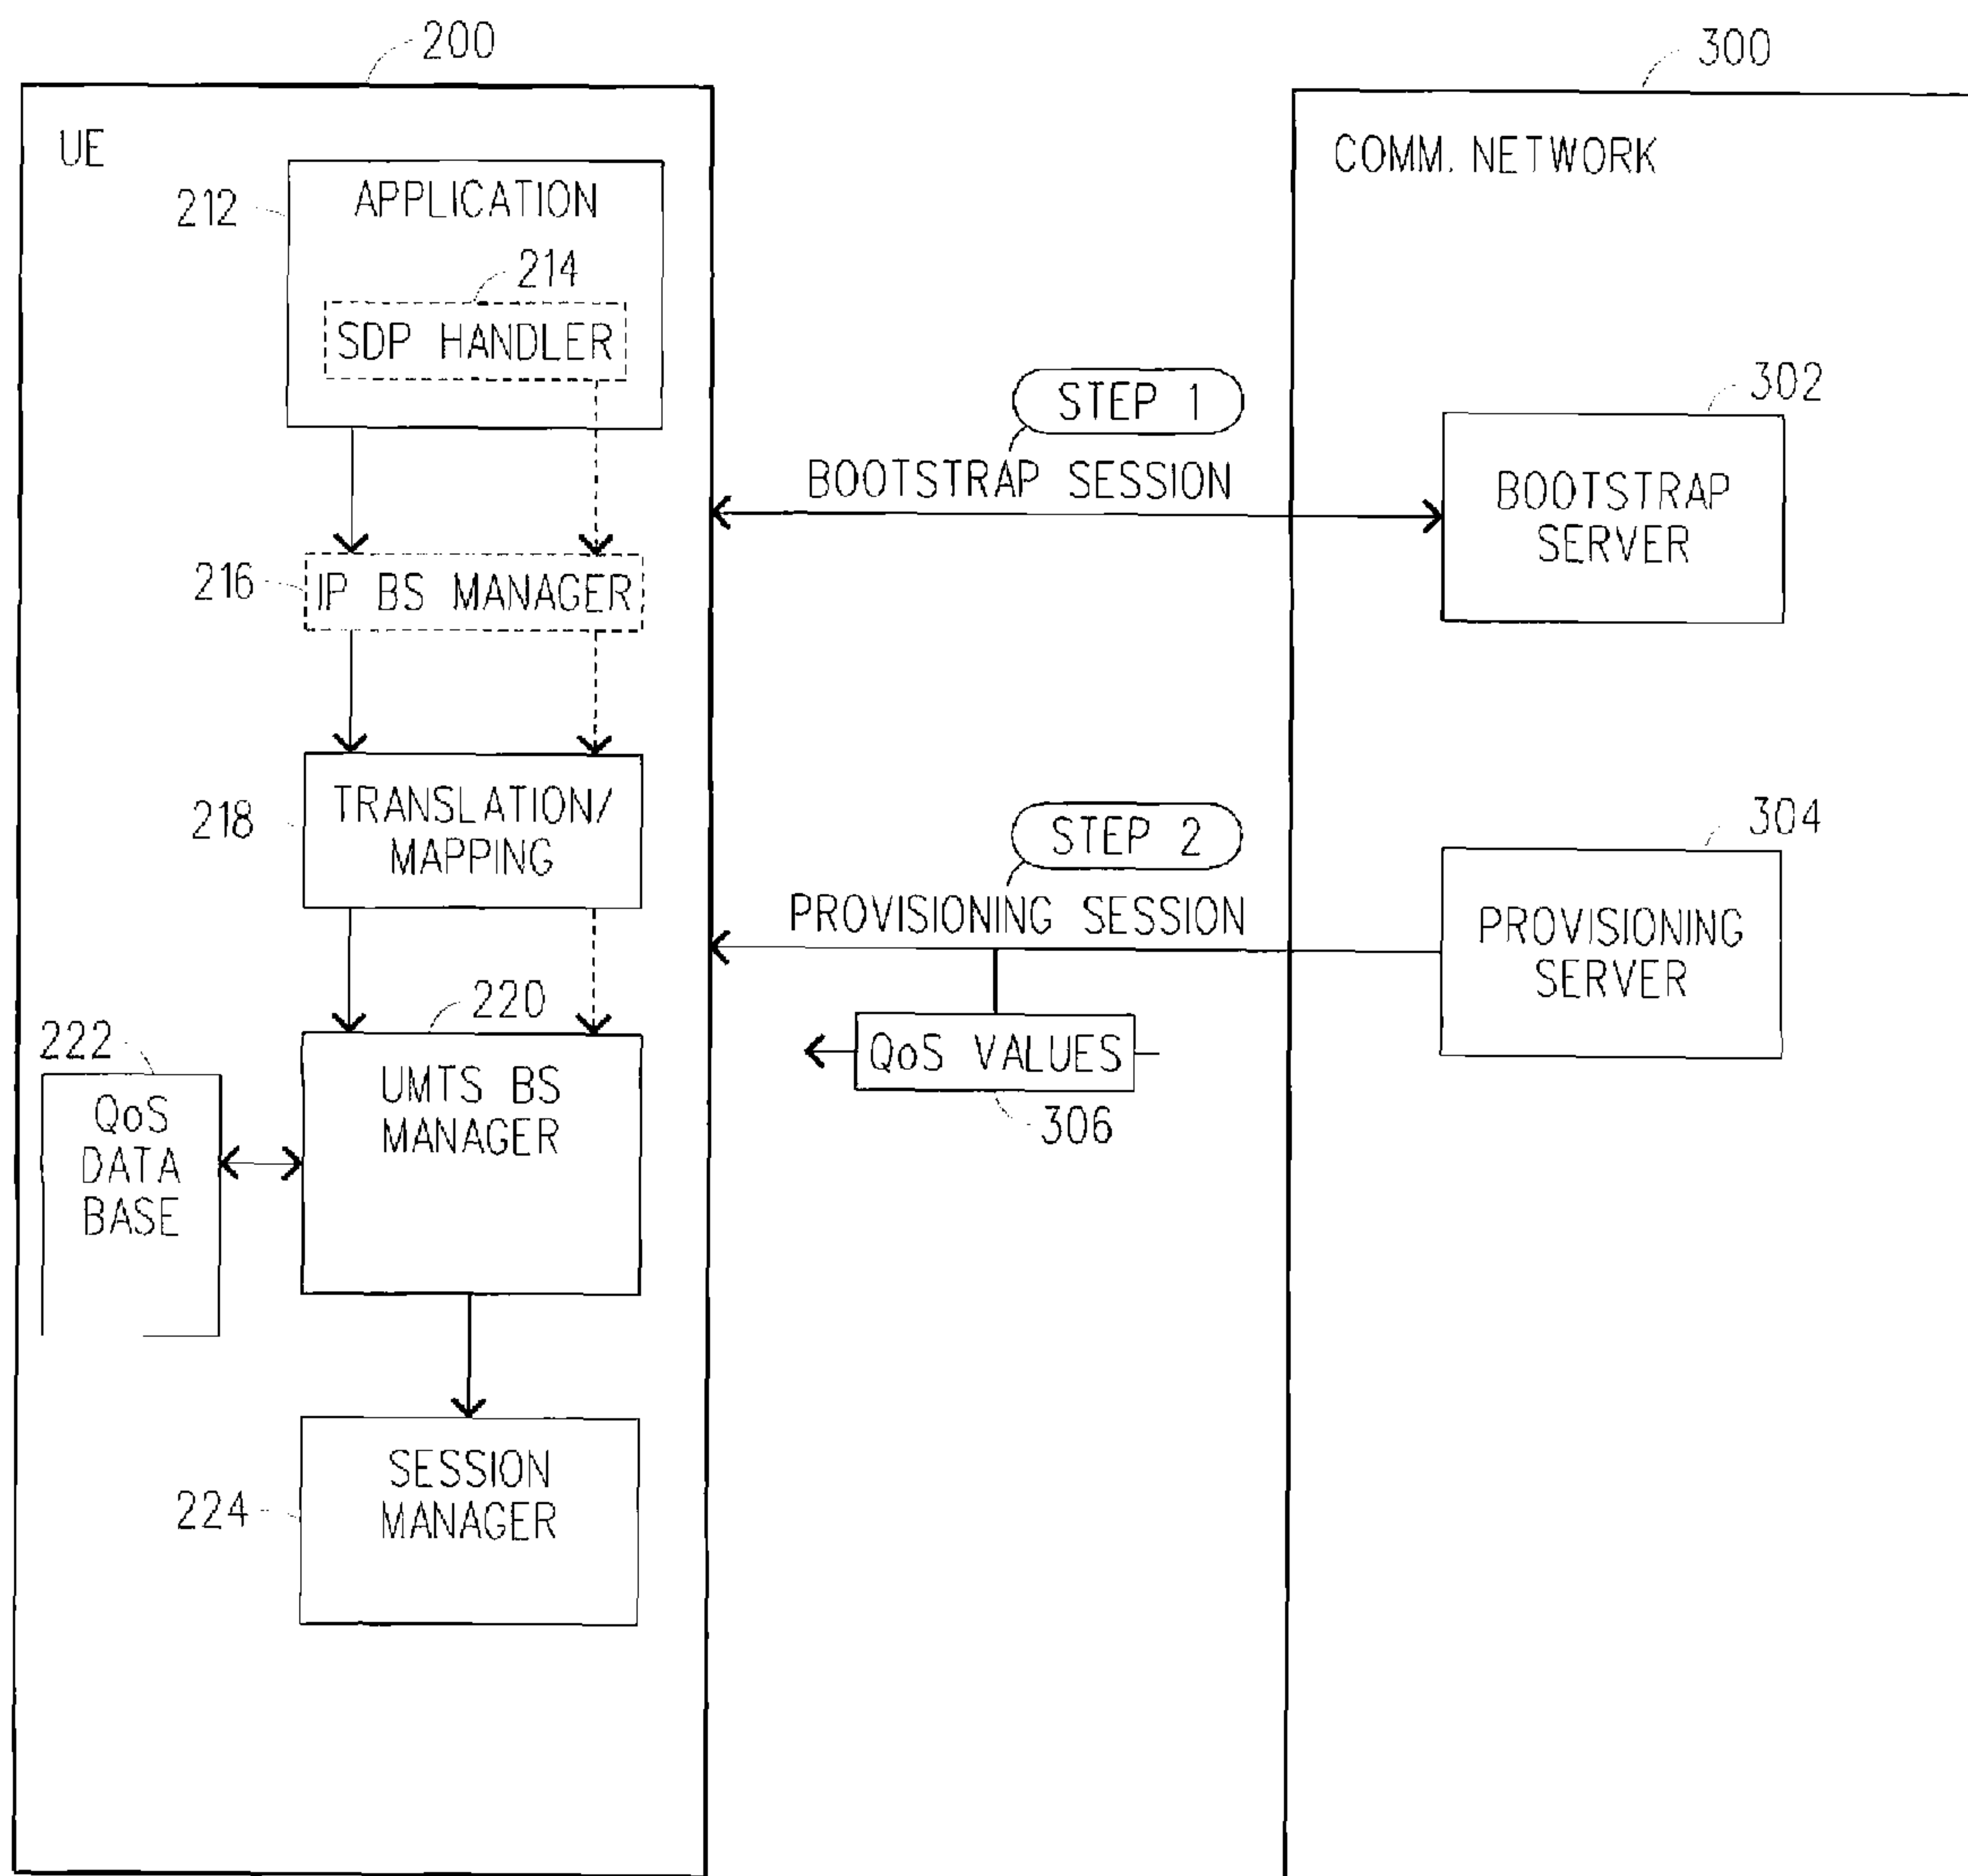 200
300
UE
COMM. NETWORK
212
APPLICATION
214
SDP HANDLER
STEP 1
302
BOOTSTRAP SESSION
BOOTSTRAP
SERVER
216
IP BS MANAGER
218
TRANSLATION/
MAPPING
STEP 2
304
PROVISIONING SESSION
PROVISIONING
SERVER
220
222
QoS VALUES
306
UMTS BS
MANAGER
QoS
DATA
BASE
SESSION
MANAGER
224